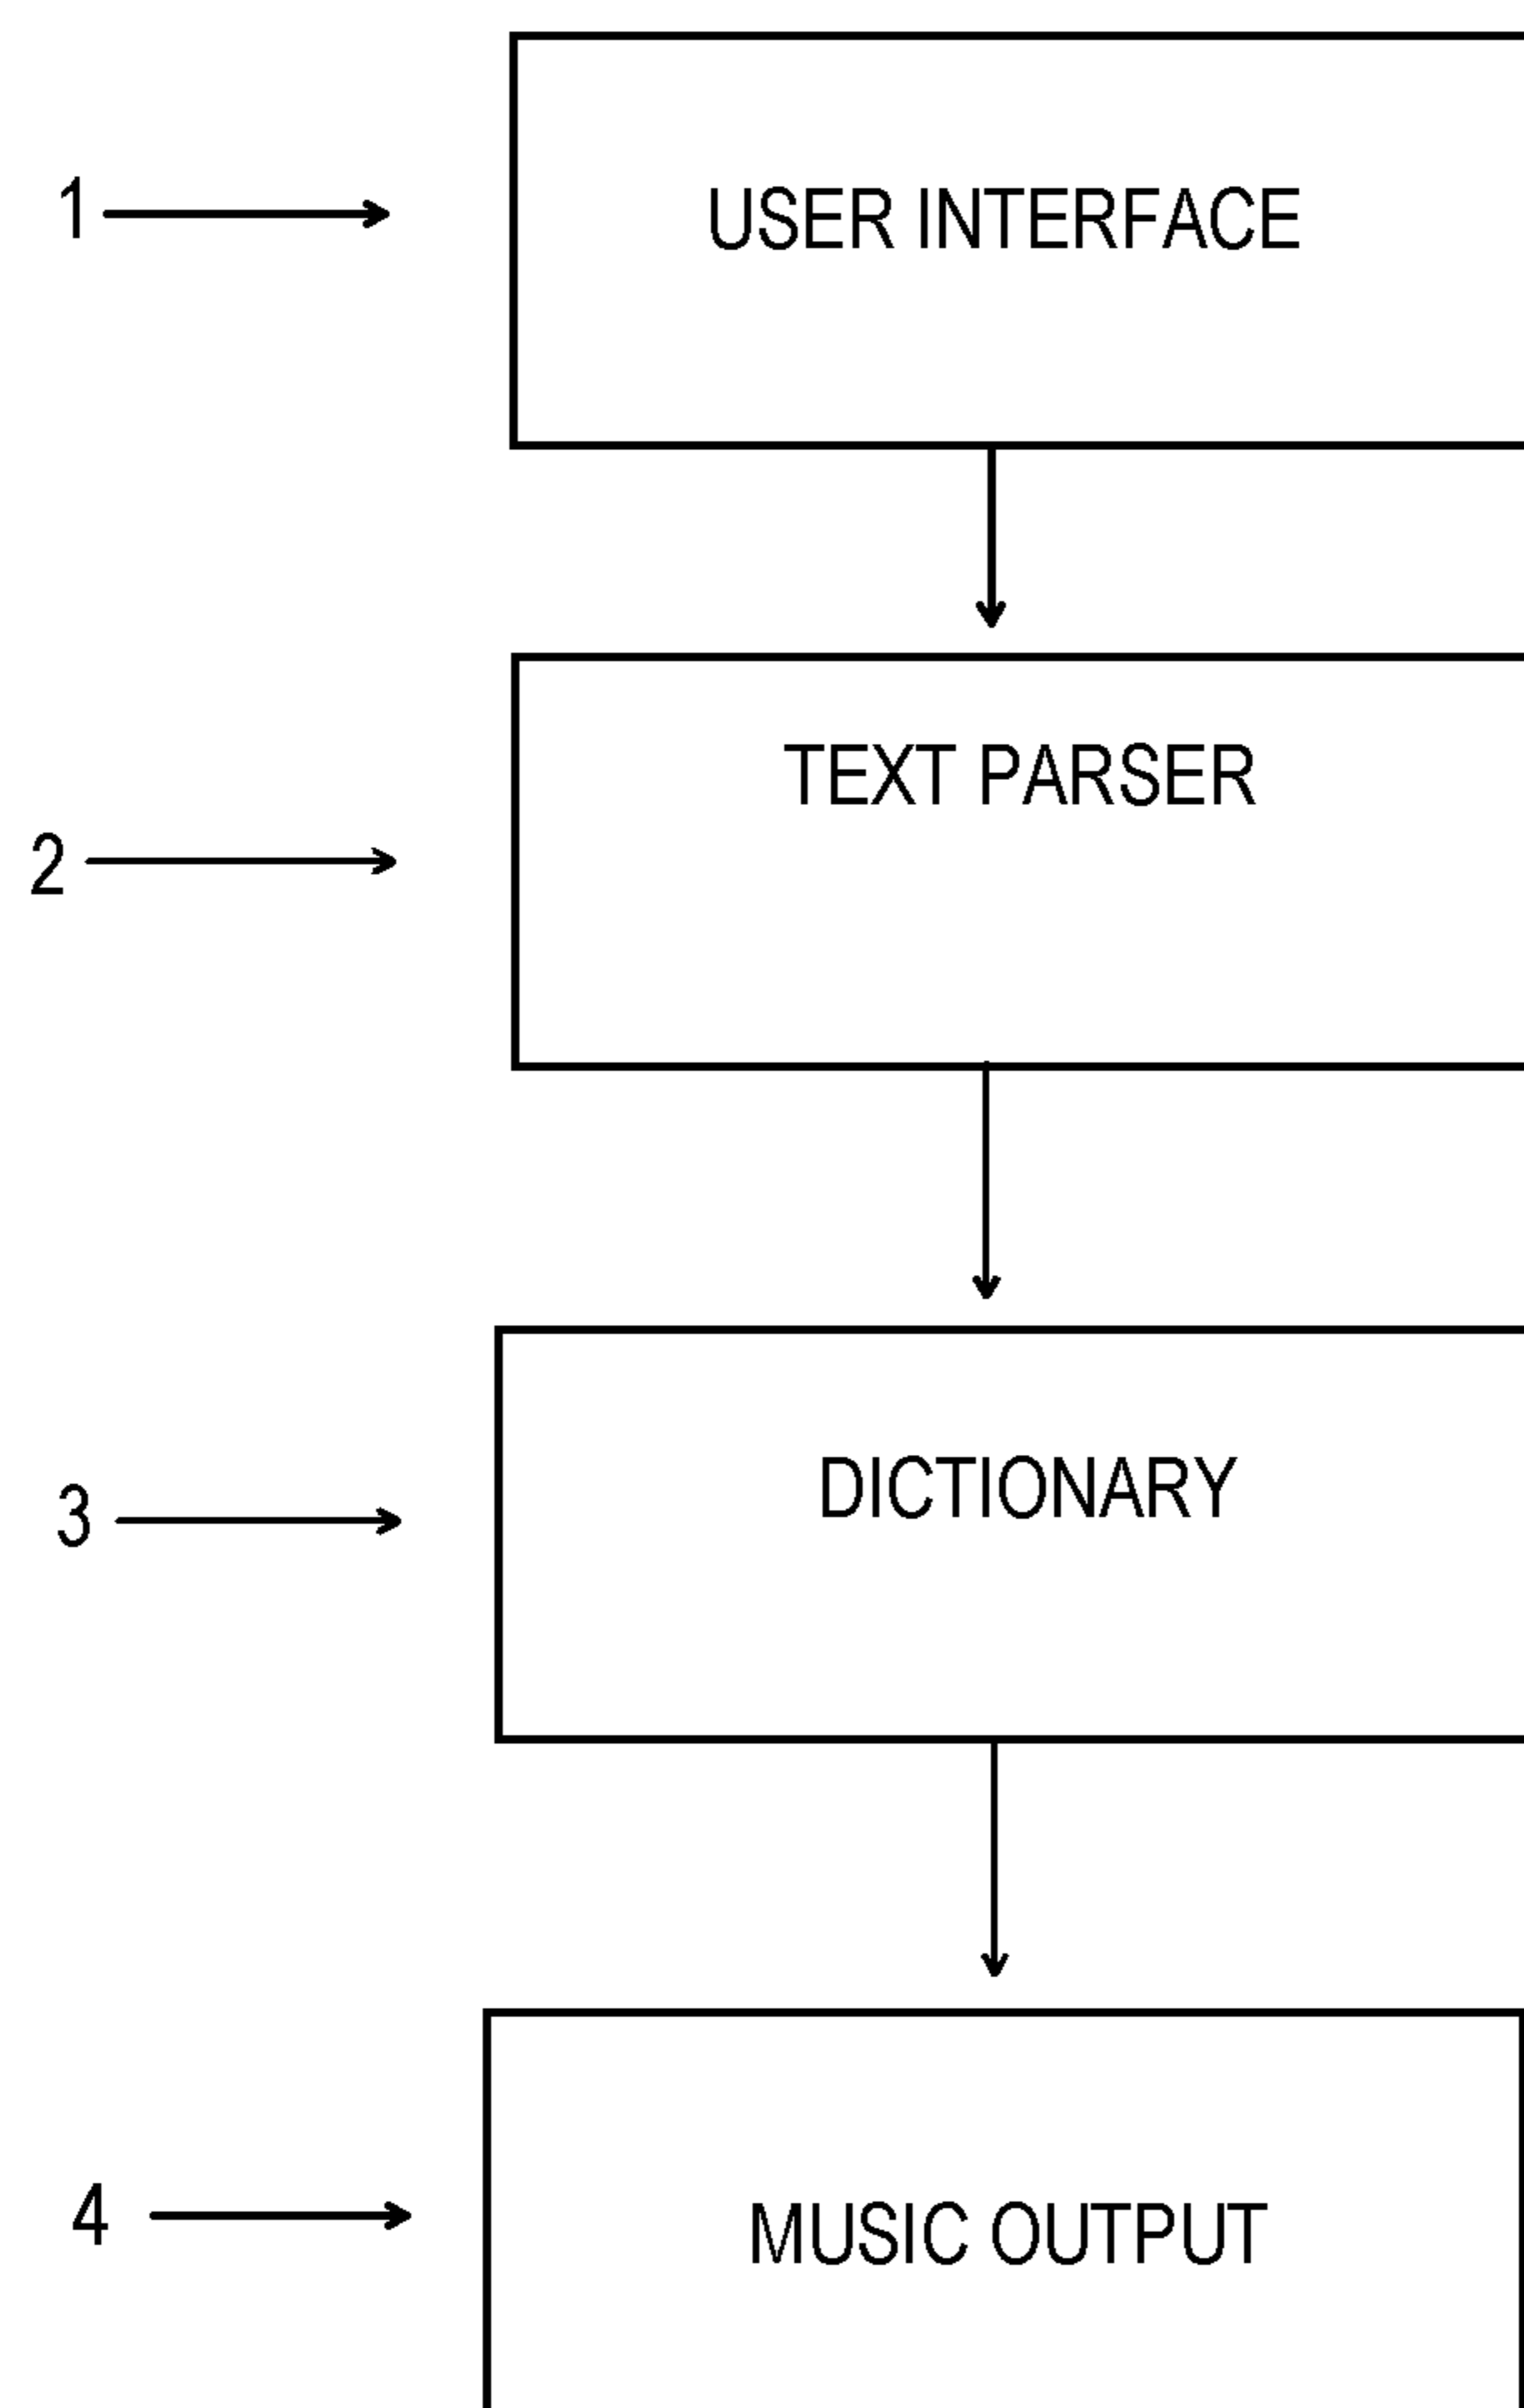 1
USER INTERFACE
2
TEXT PARSER
3
DICTIONARY
4
MUSIC OUTPUT